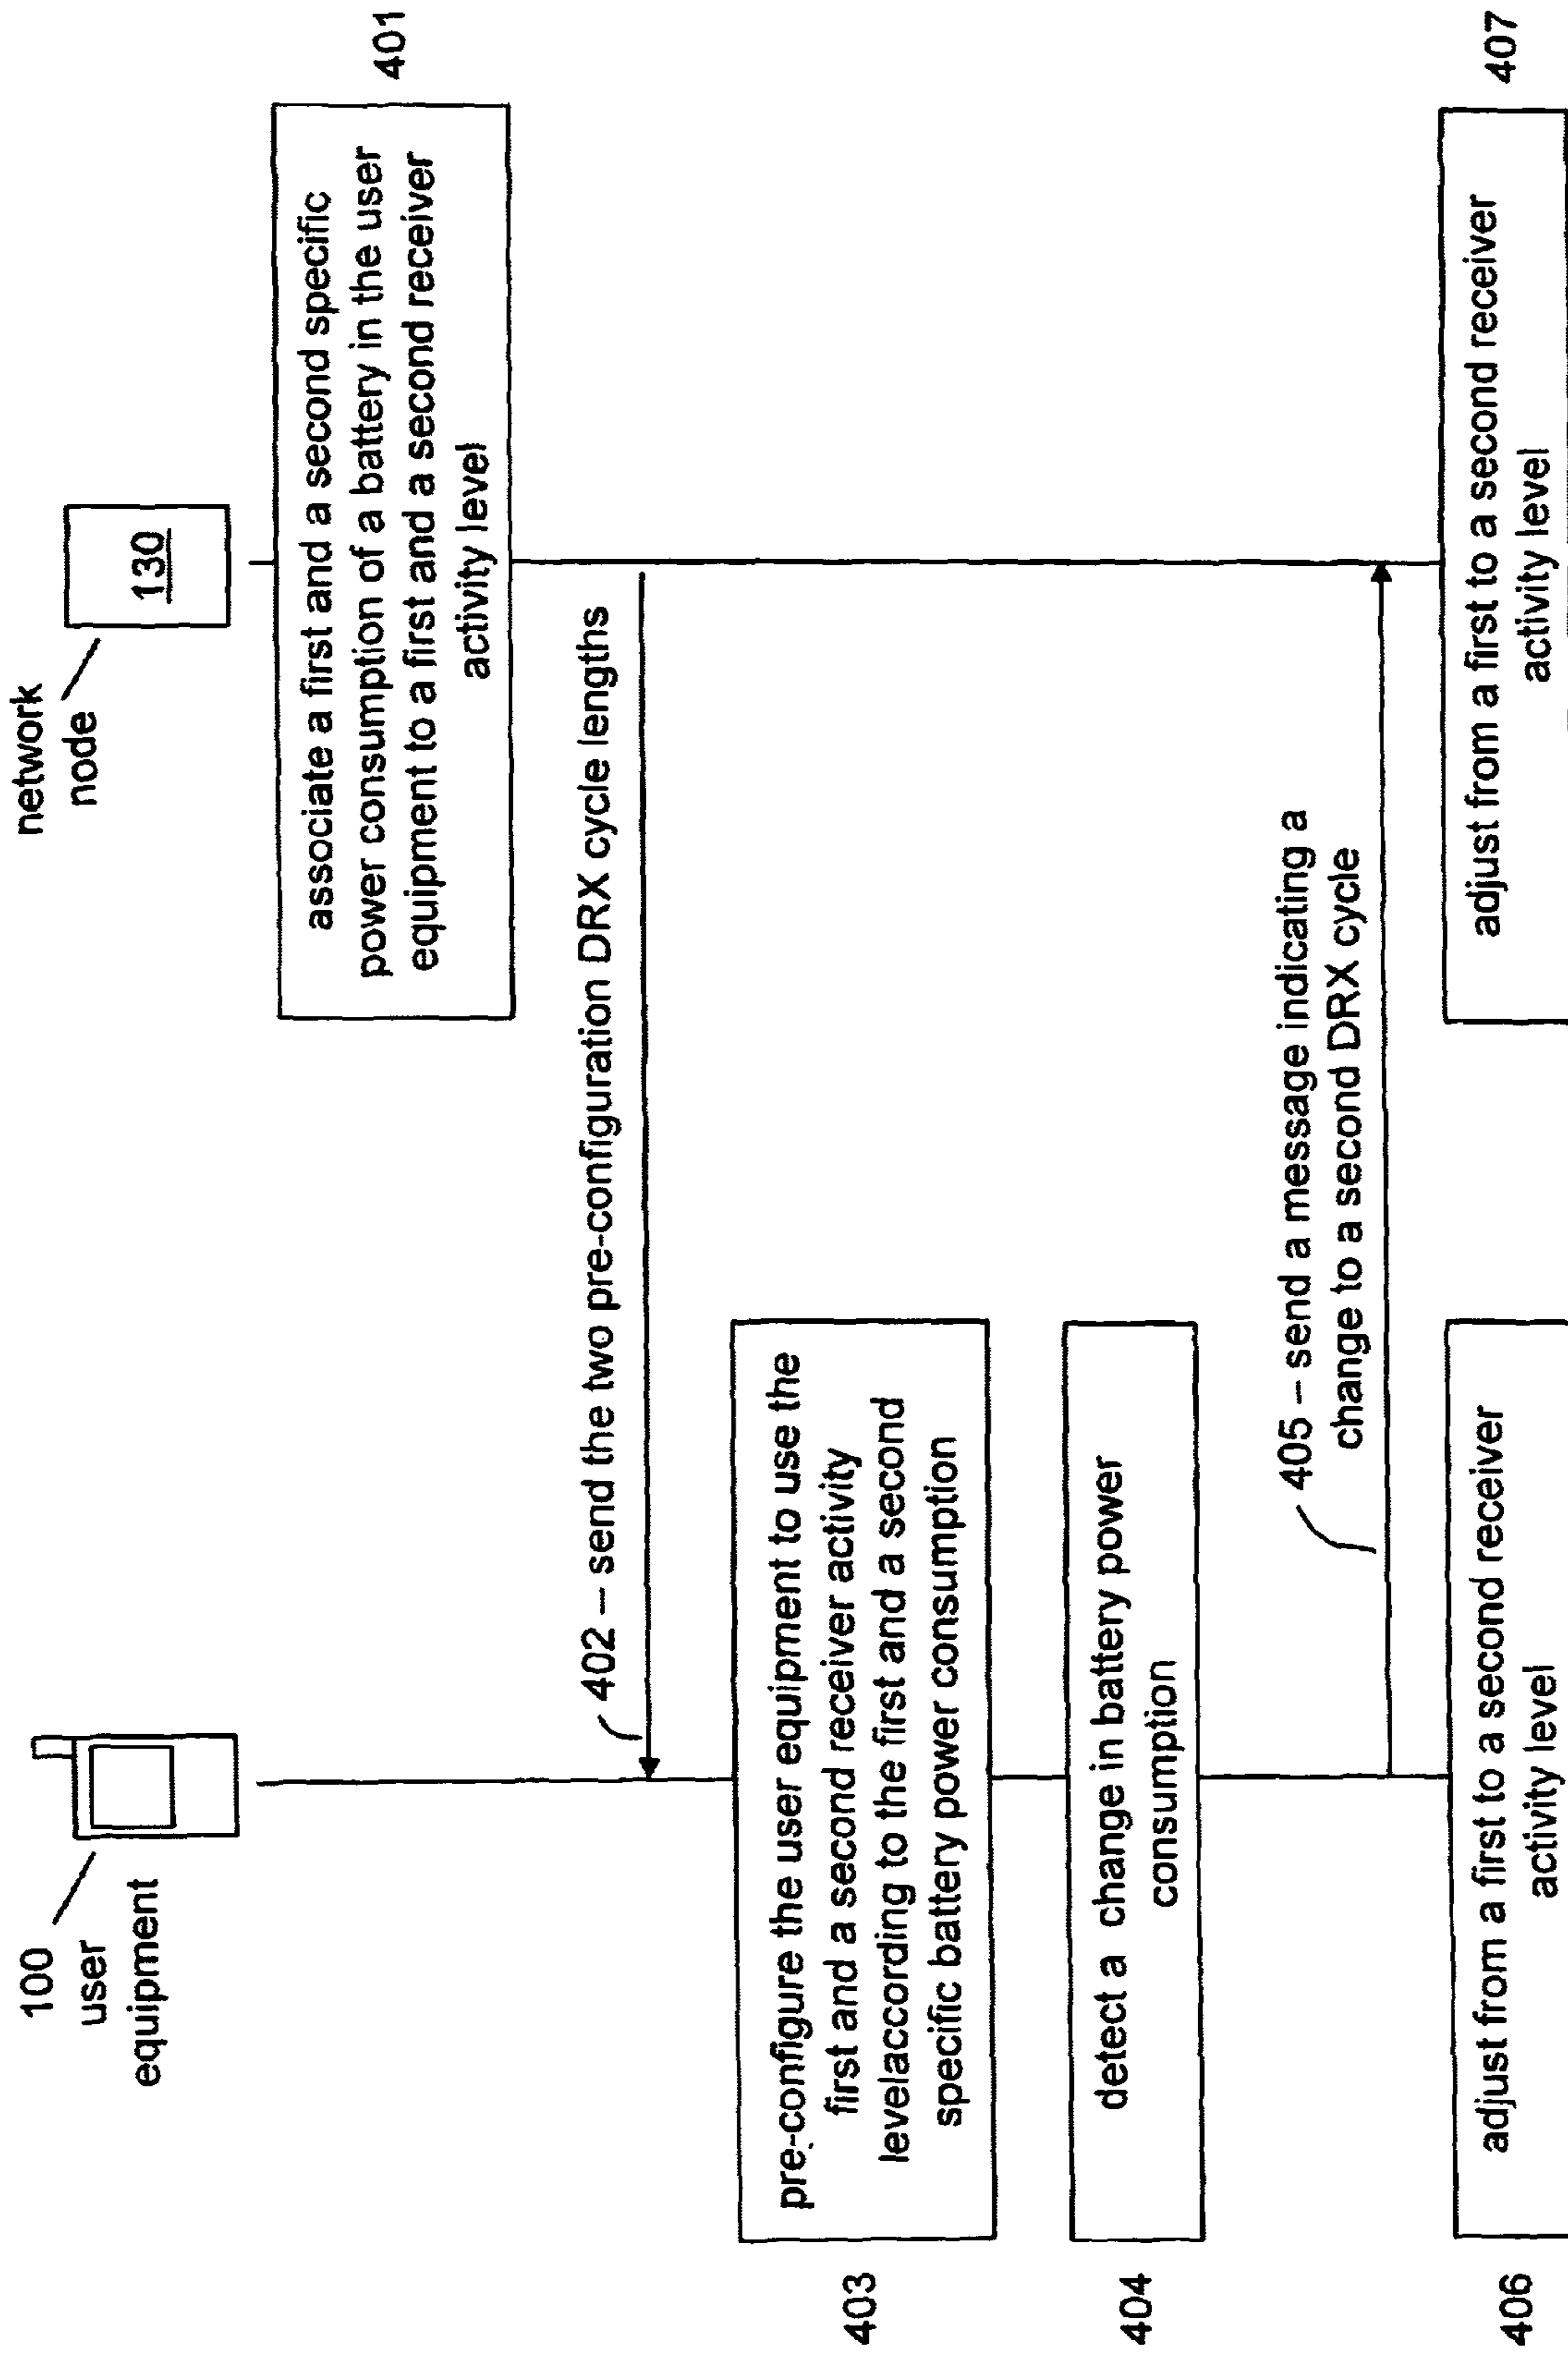 100
user
equipment
network
node
130
associate a first and a second specific
power consumption of a battery in the user
equipment to a first and a second receiver
activity level
401
402 – send the two pre-configuration DRX cycle lengths
pre-configure the user equipment to use the
first and a second receiver activity
levelaccording to the first and a second
specific battery power consumption
403
detect a change in battery power
consumption
404
405 – send a message indicating a
change to a second DRX cycle
adjust from a first to a second receiver
activity level
406
adjust from a first to a second receiver
activity level
407